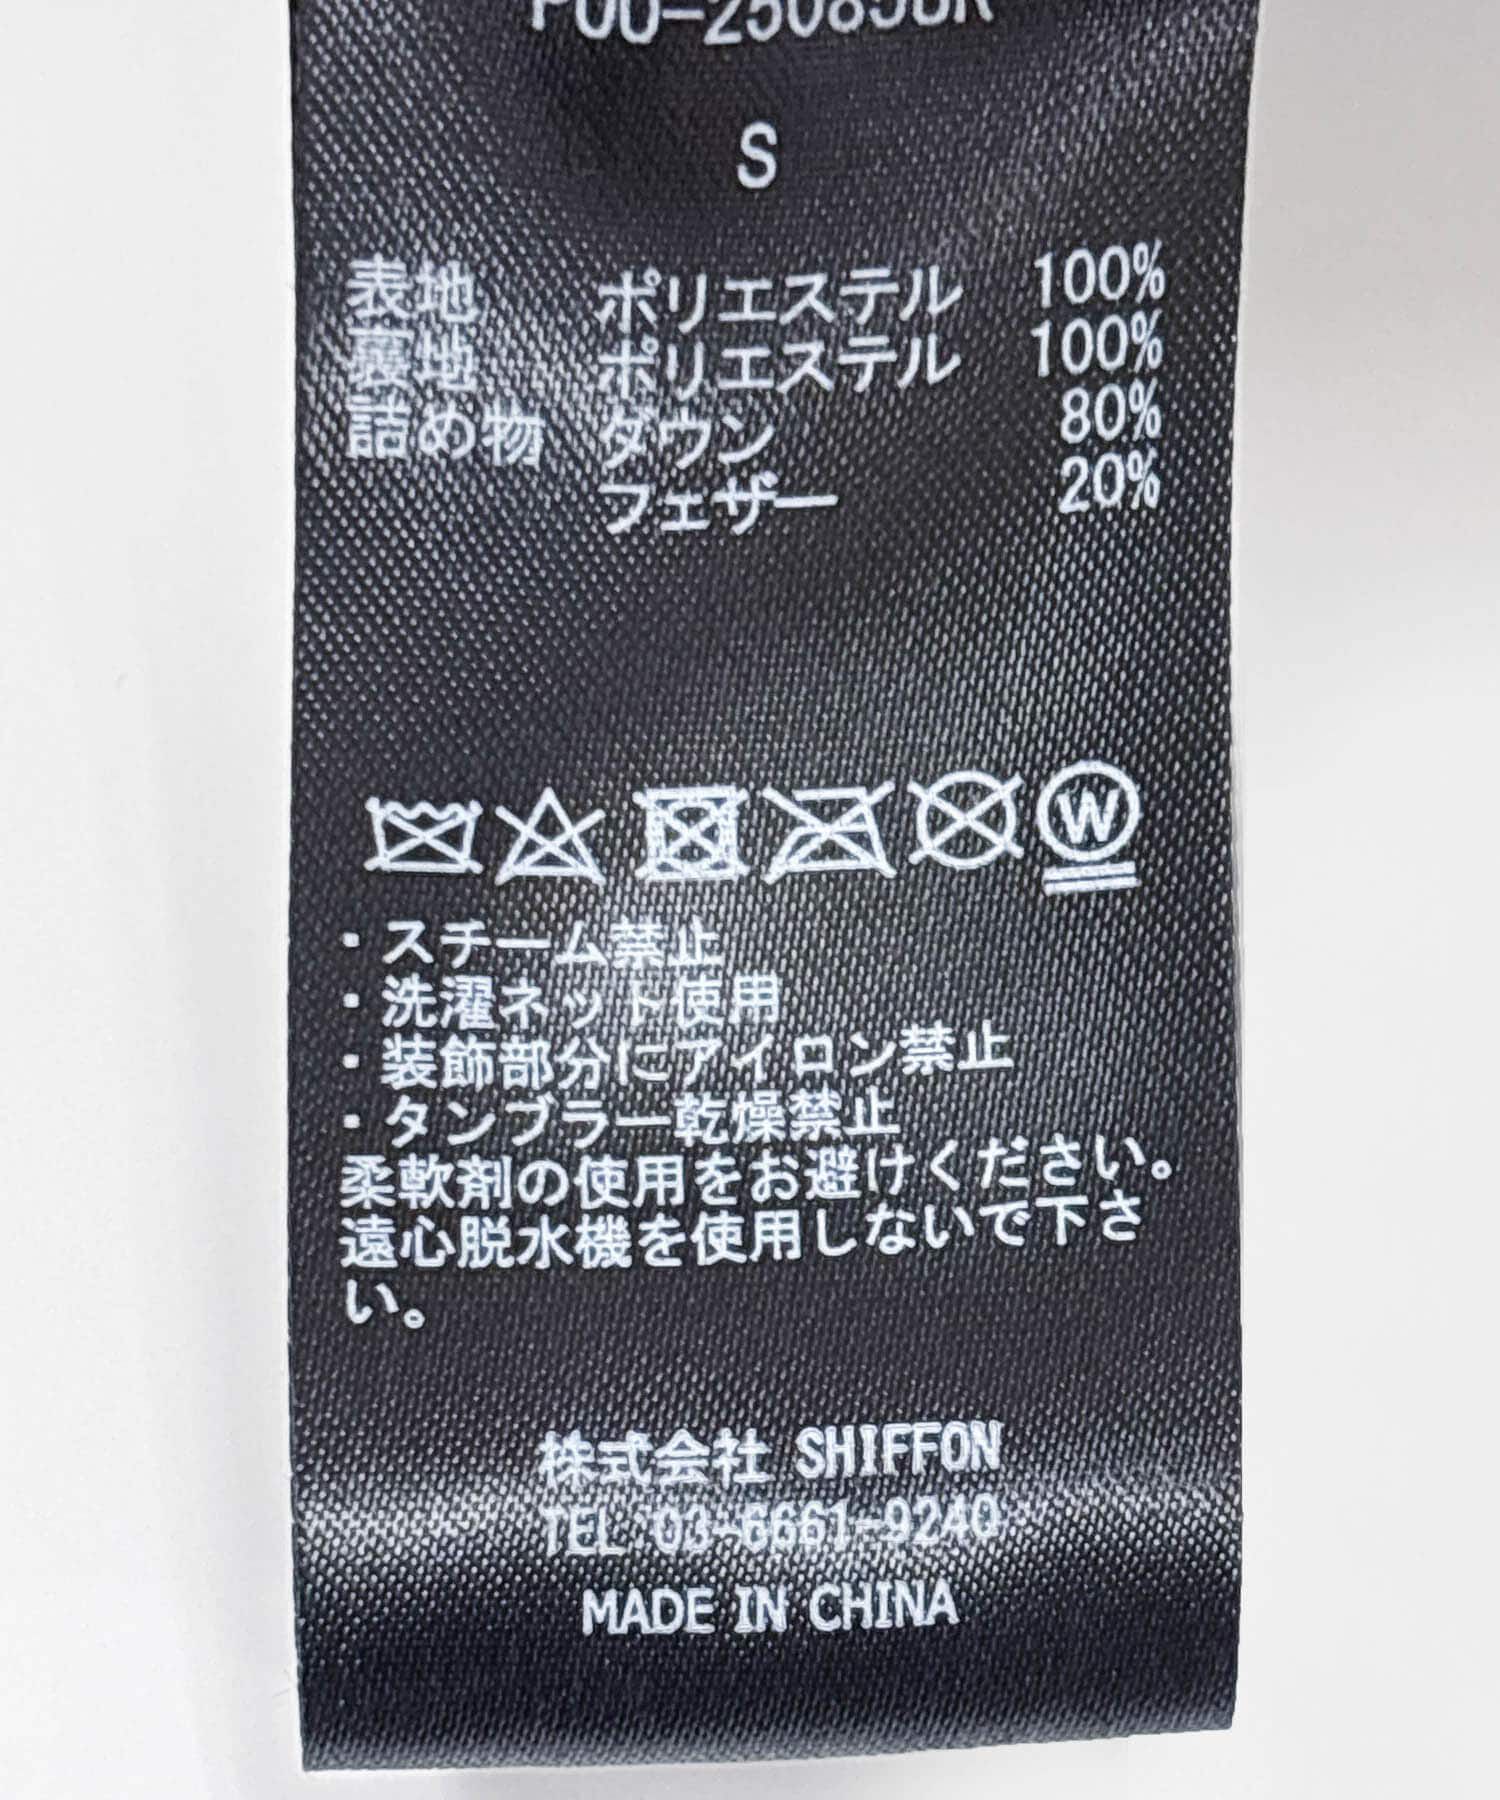 S
表地 ポリエステル 100%
裏地 ポリエステル 100%
詰め物 ダウン 80%
フェザー 20%
W
・スチーム禁止
・洗濯ネット使用
・装飾部分にアイロン禁止
・タンブラー乾燥禁止
柔軟剤の使用をお避けください。
遠心脱水機を使用しないで下さ
い。
株式会社 SHIFFON
TEL:03-6661-9240
MADE IN CHINA